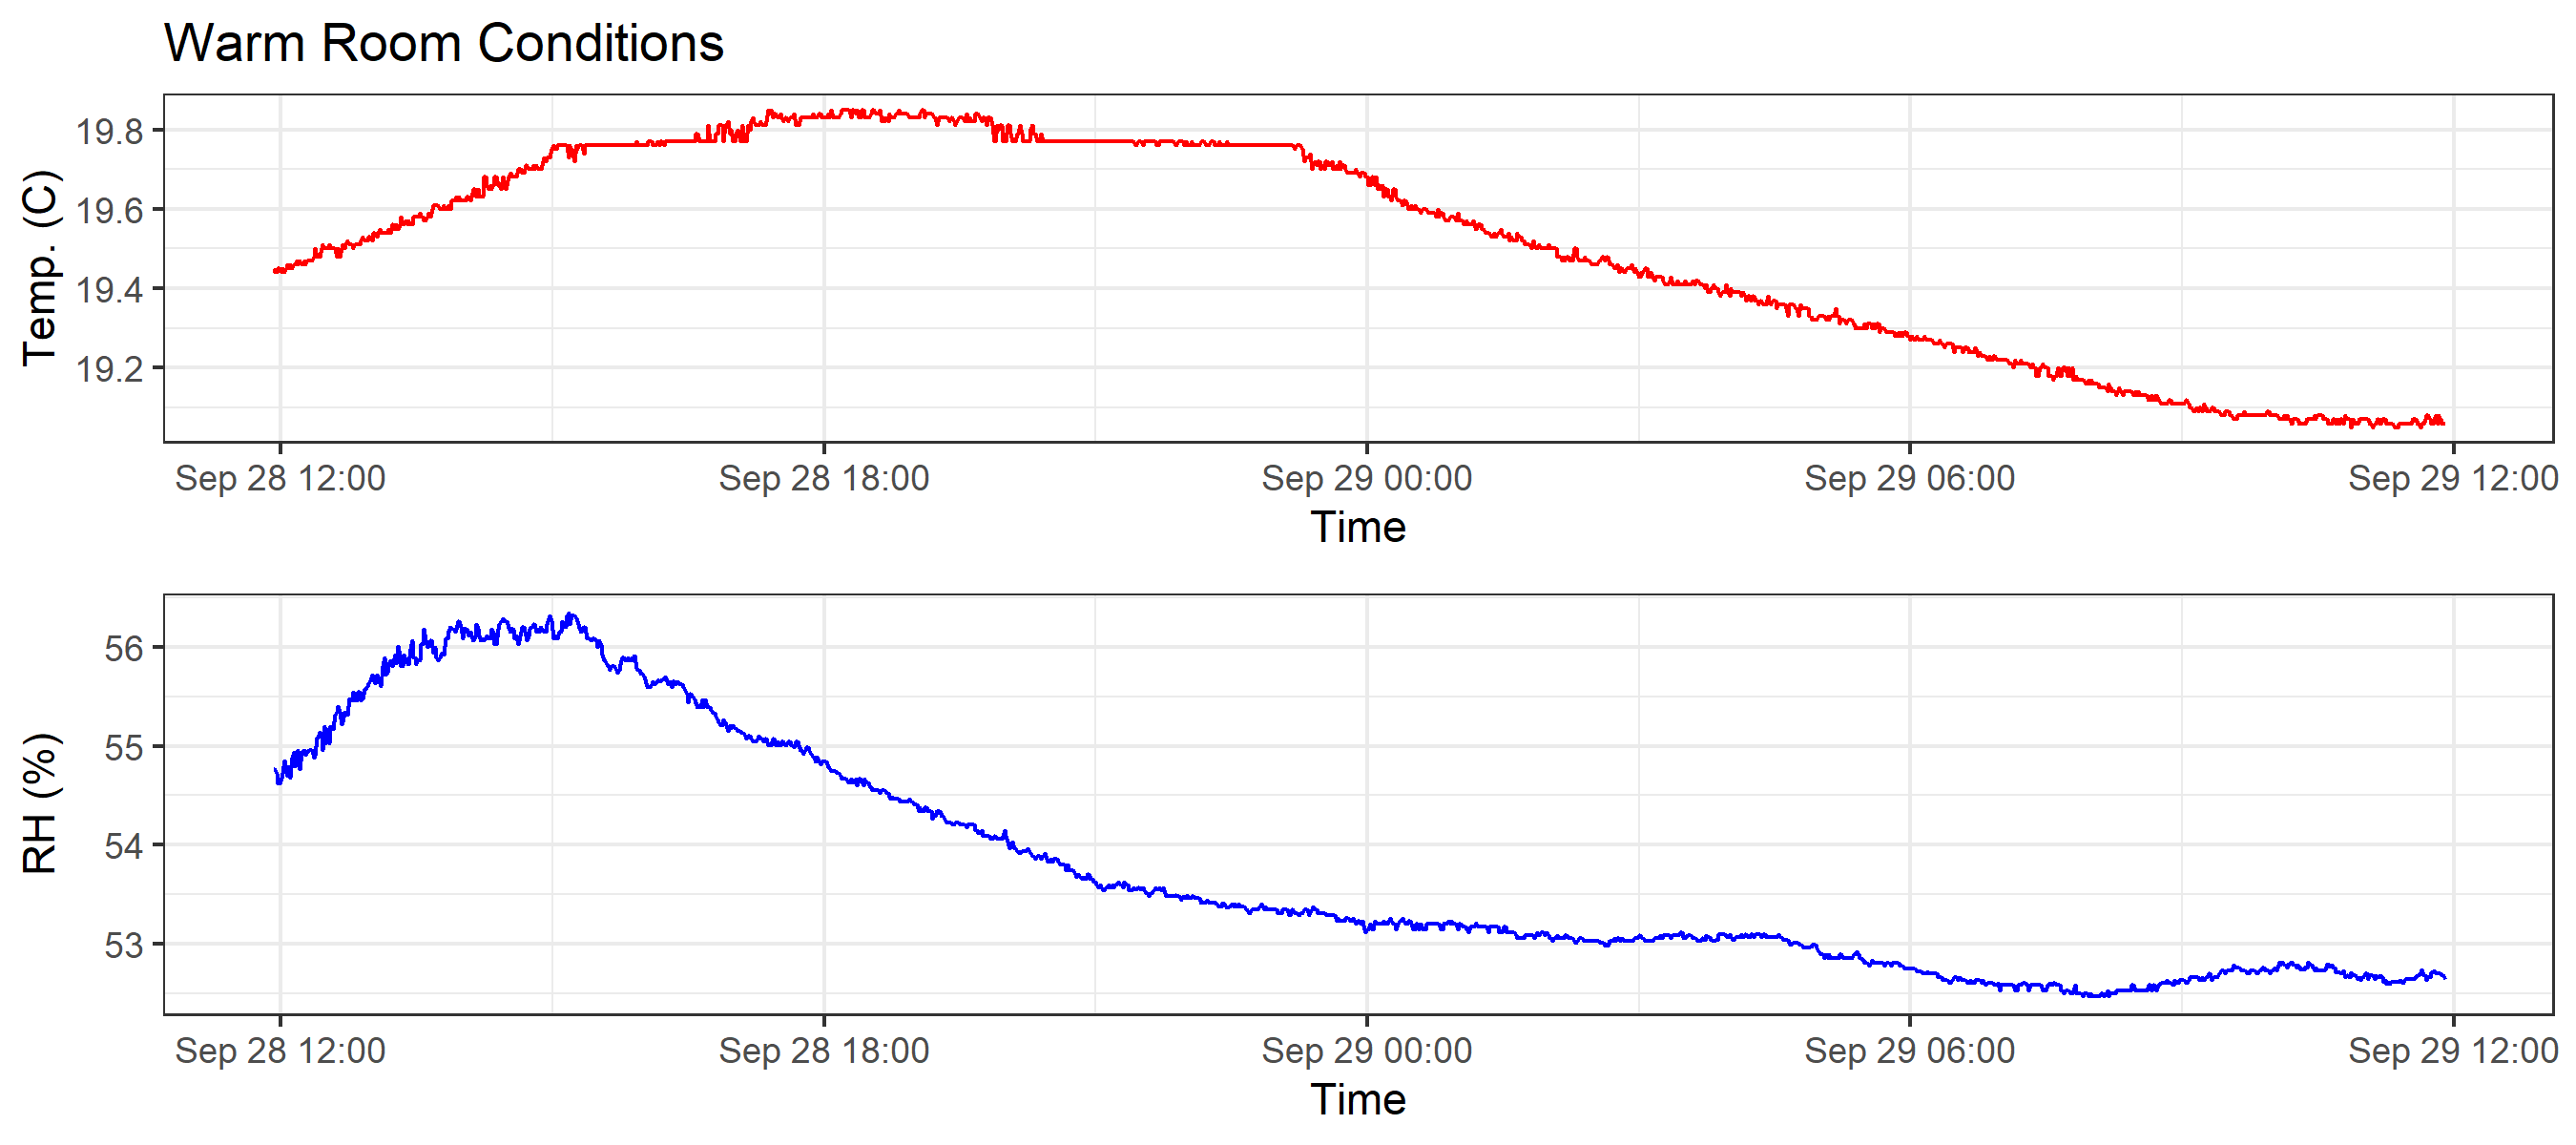 Warm Room Conditions
Temp. (C)
19.8
19.6
19.4
19.2
Sep 28 12:00 Sep 28 18:00 Sep 29 00:00 Sep 29 06:00 Sep 29 12:00
Time
RH (%)
56
55
54
53
Sep 28 12:00 Sep 28 18:00 Sep 29 00:00 Sep 29 06:00 Sep 29 12:00
Time